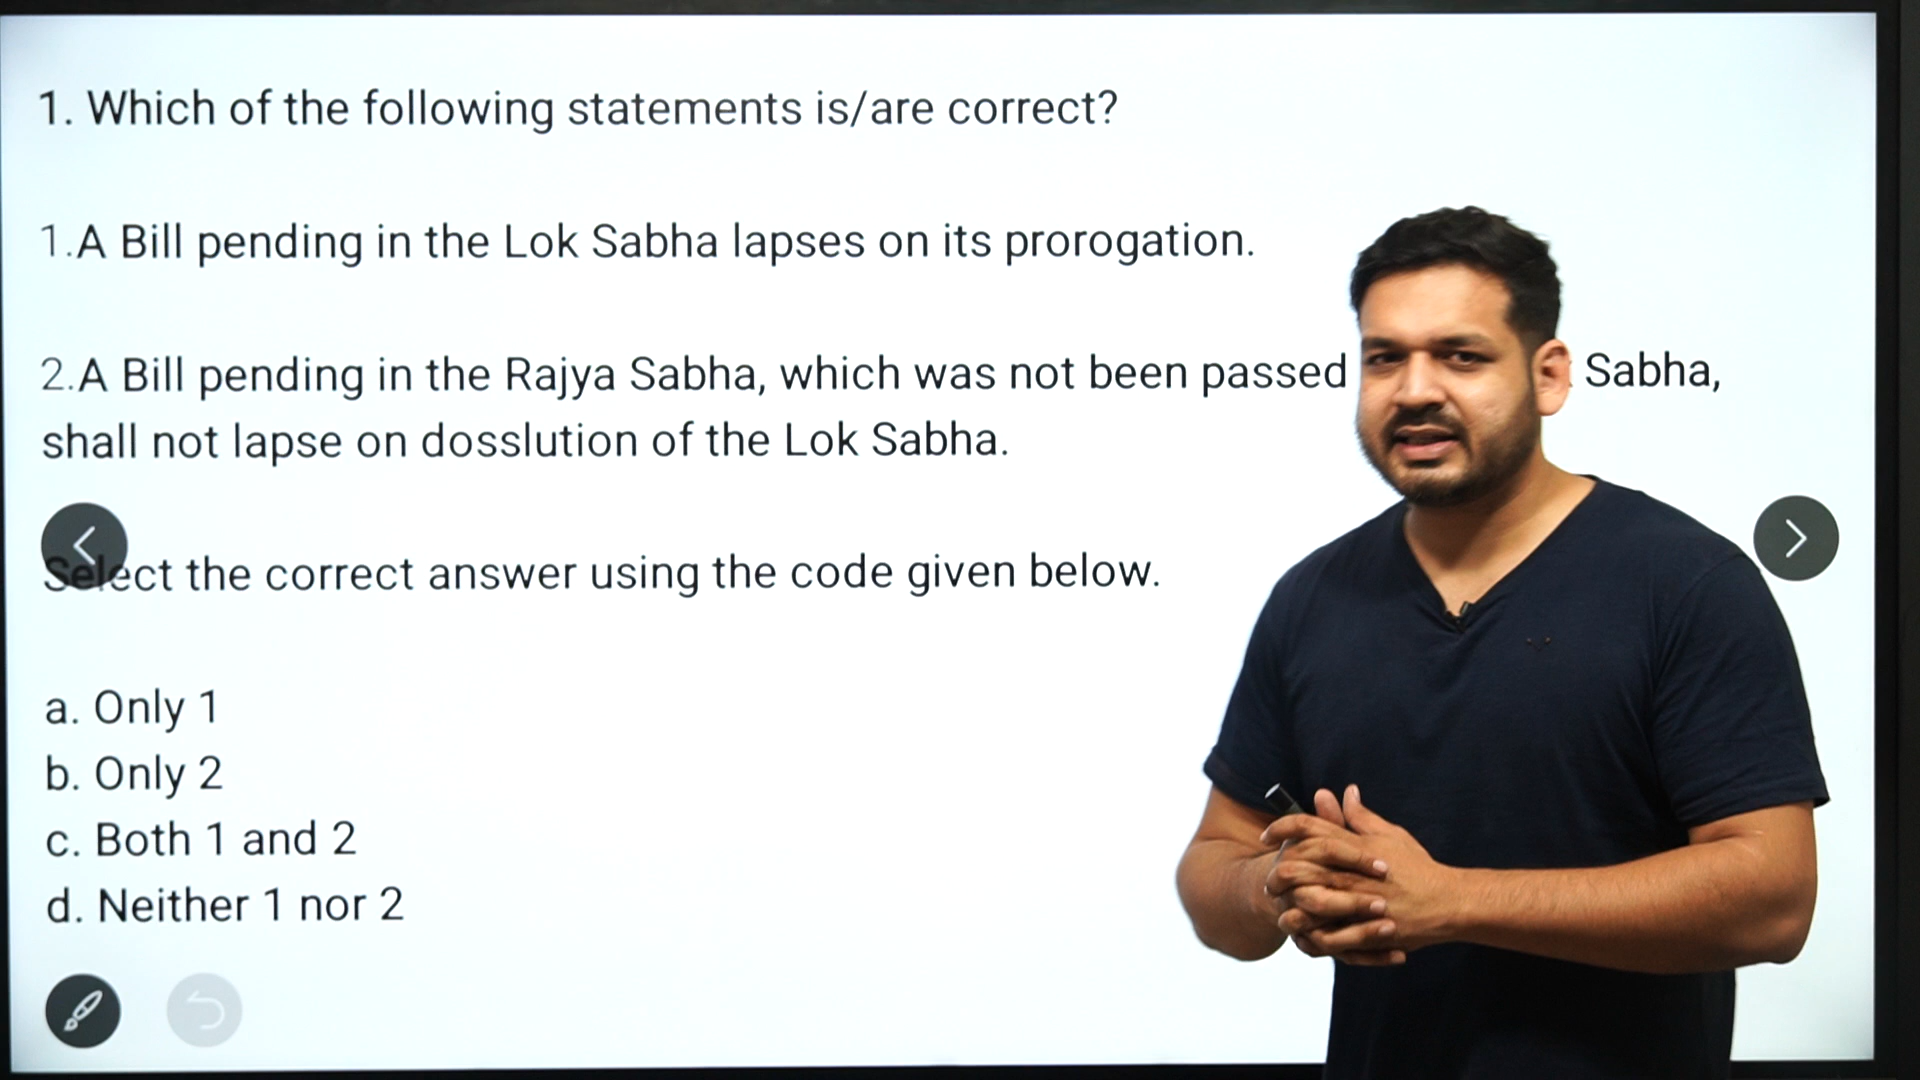 1. Which of the following statements is/are correct?
1.A Bill pending in the Lok Sabha lapses on its prorogation.
2.A Bill pending in the Rajya Sabha, which was not been passed Sabha,
shall not lapse on dosslution of the Lok Sabha.
Select the correct answer using the code given below.
a. Only 1
b. Only 2
c. Both 1 and 2
d. Neither 1 nor 2